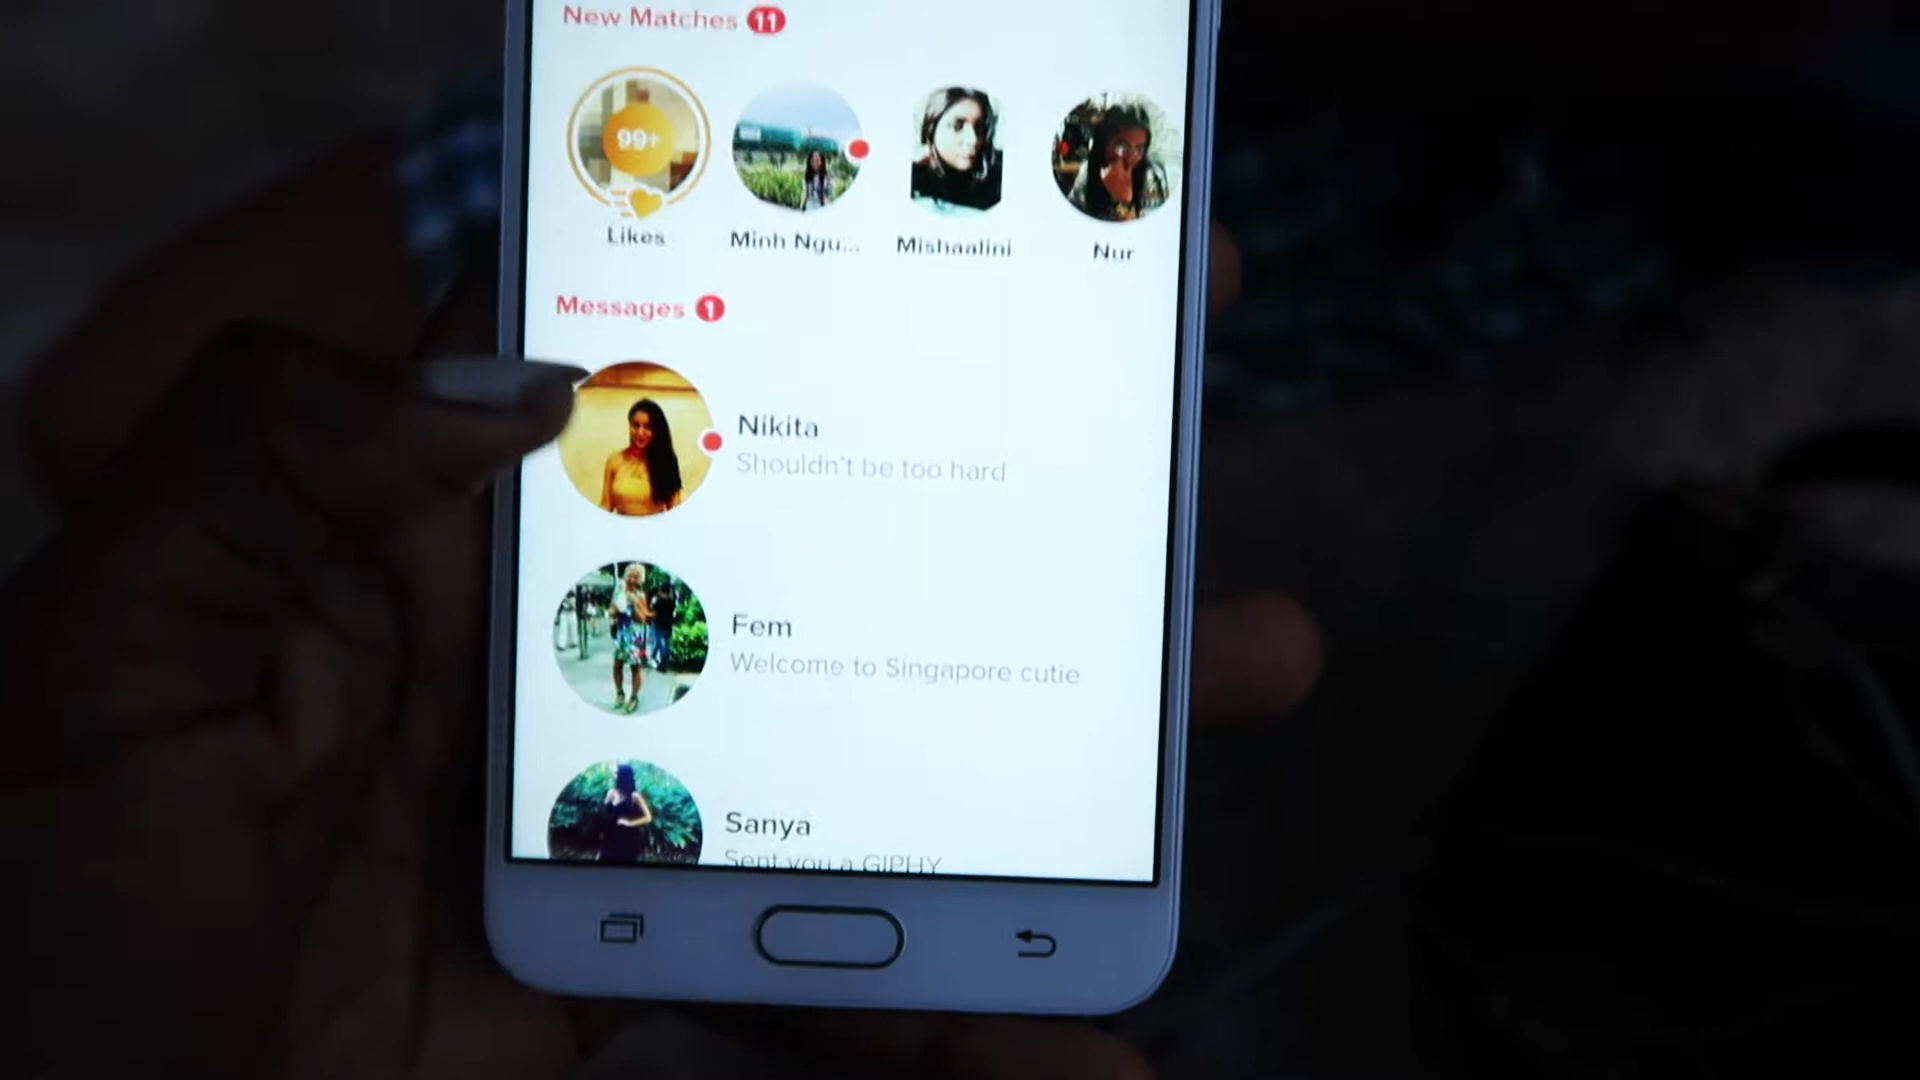 New Matches 11
99+
Likes
Minh Ngu...
Mishaalini
Nur
Messages 1
Nikita
Shouldn't be too hard
Fem
Welcome to Singapore cutie
Sanya
Sent you a GIPHY